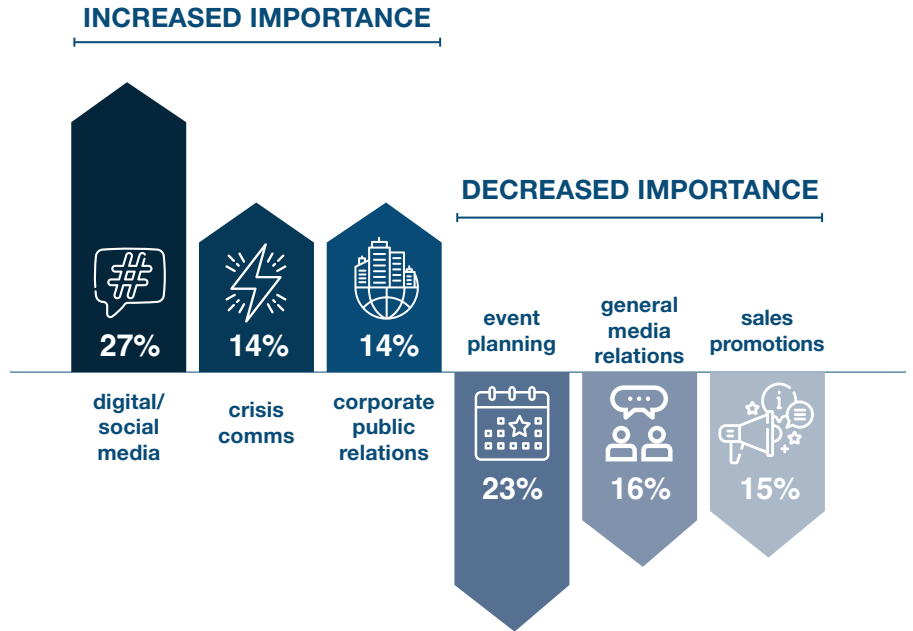 INCREASED IMPORTANCE
27%
digital/
social
media
14%
crisis
comms
14%
corporate
public
relations
DECREASED IMPORTANCE
event
planning
23%
general
media
relations
16%
sales
promotions
15%